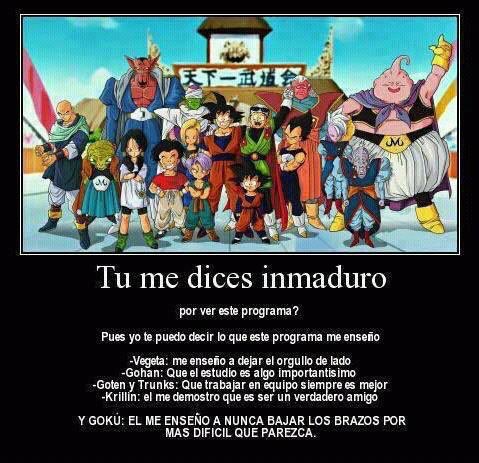 天下一武道会
M
M
Tu me dices inmaduro
por ver este programa?
Pues yo te puedo decir lo que este programa me enseño
-Vegeta: me enseño a dejar el orgullo de lado
-Gohan: Que el estudio es algo importantisimo
-Goten y Trunks: Que trabajar en equipo siempre es mejor
-Krillin: el me demostro que es ser un verdadero amigo
Y GOKÚ: EL ME ENSEÑO A NUNCA BAJAR LOS BRAZOS POR
MAS DIFICIL QUE PAREZCA.